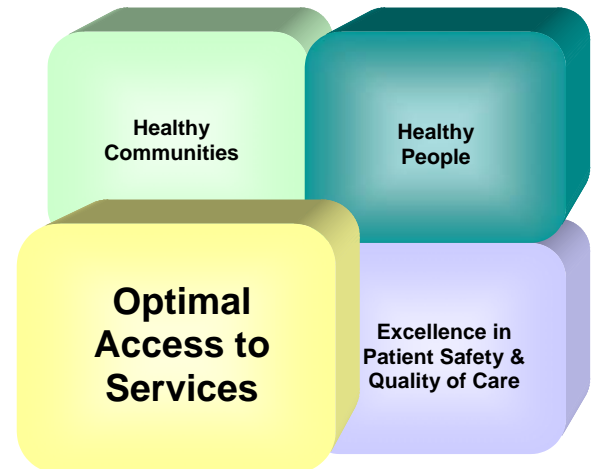 Healthy
Communities
Healthy
People
Optimal
Access to
Services
Excellence in
Patient Safety &
Quality of Care